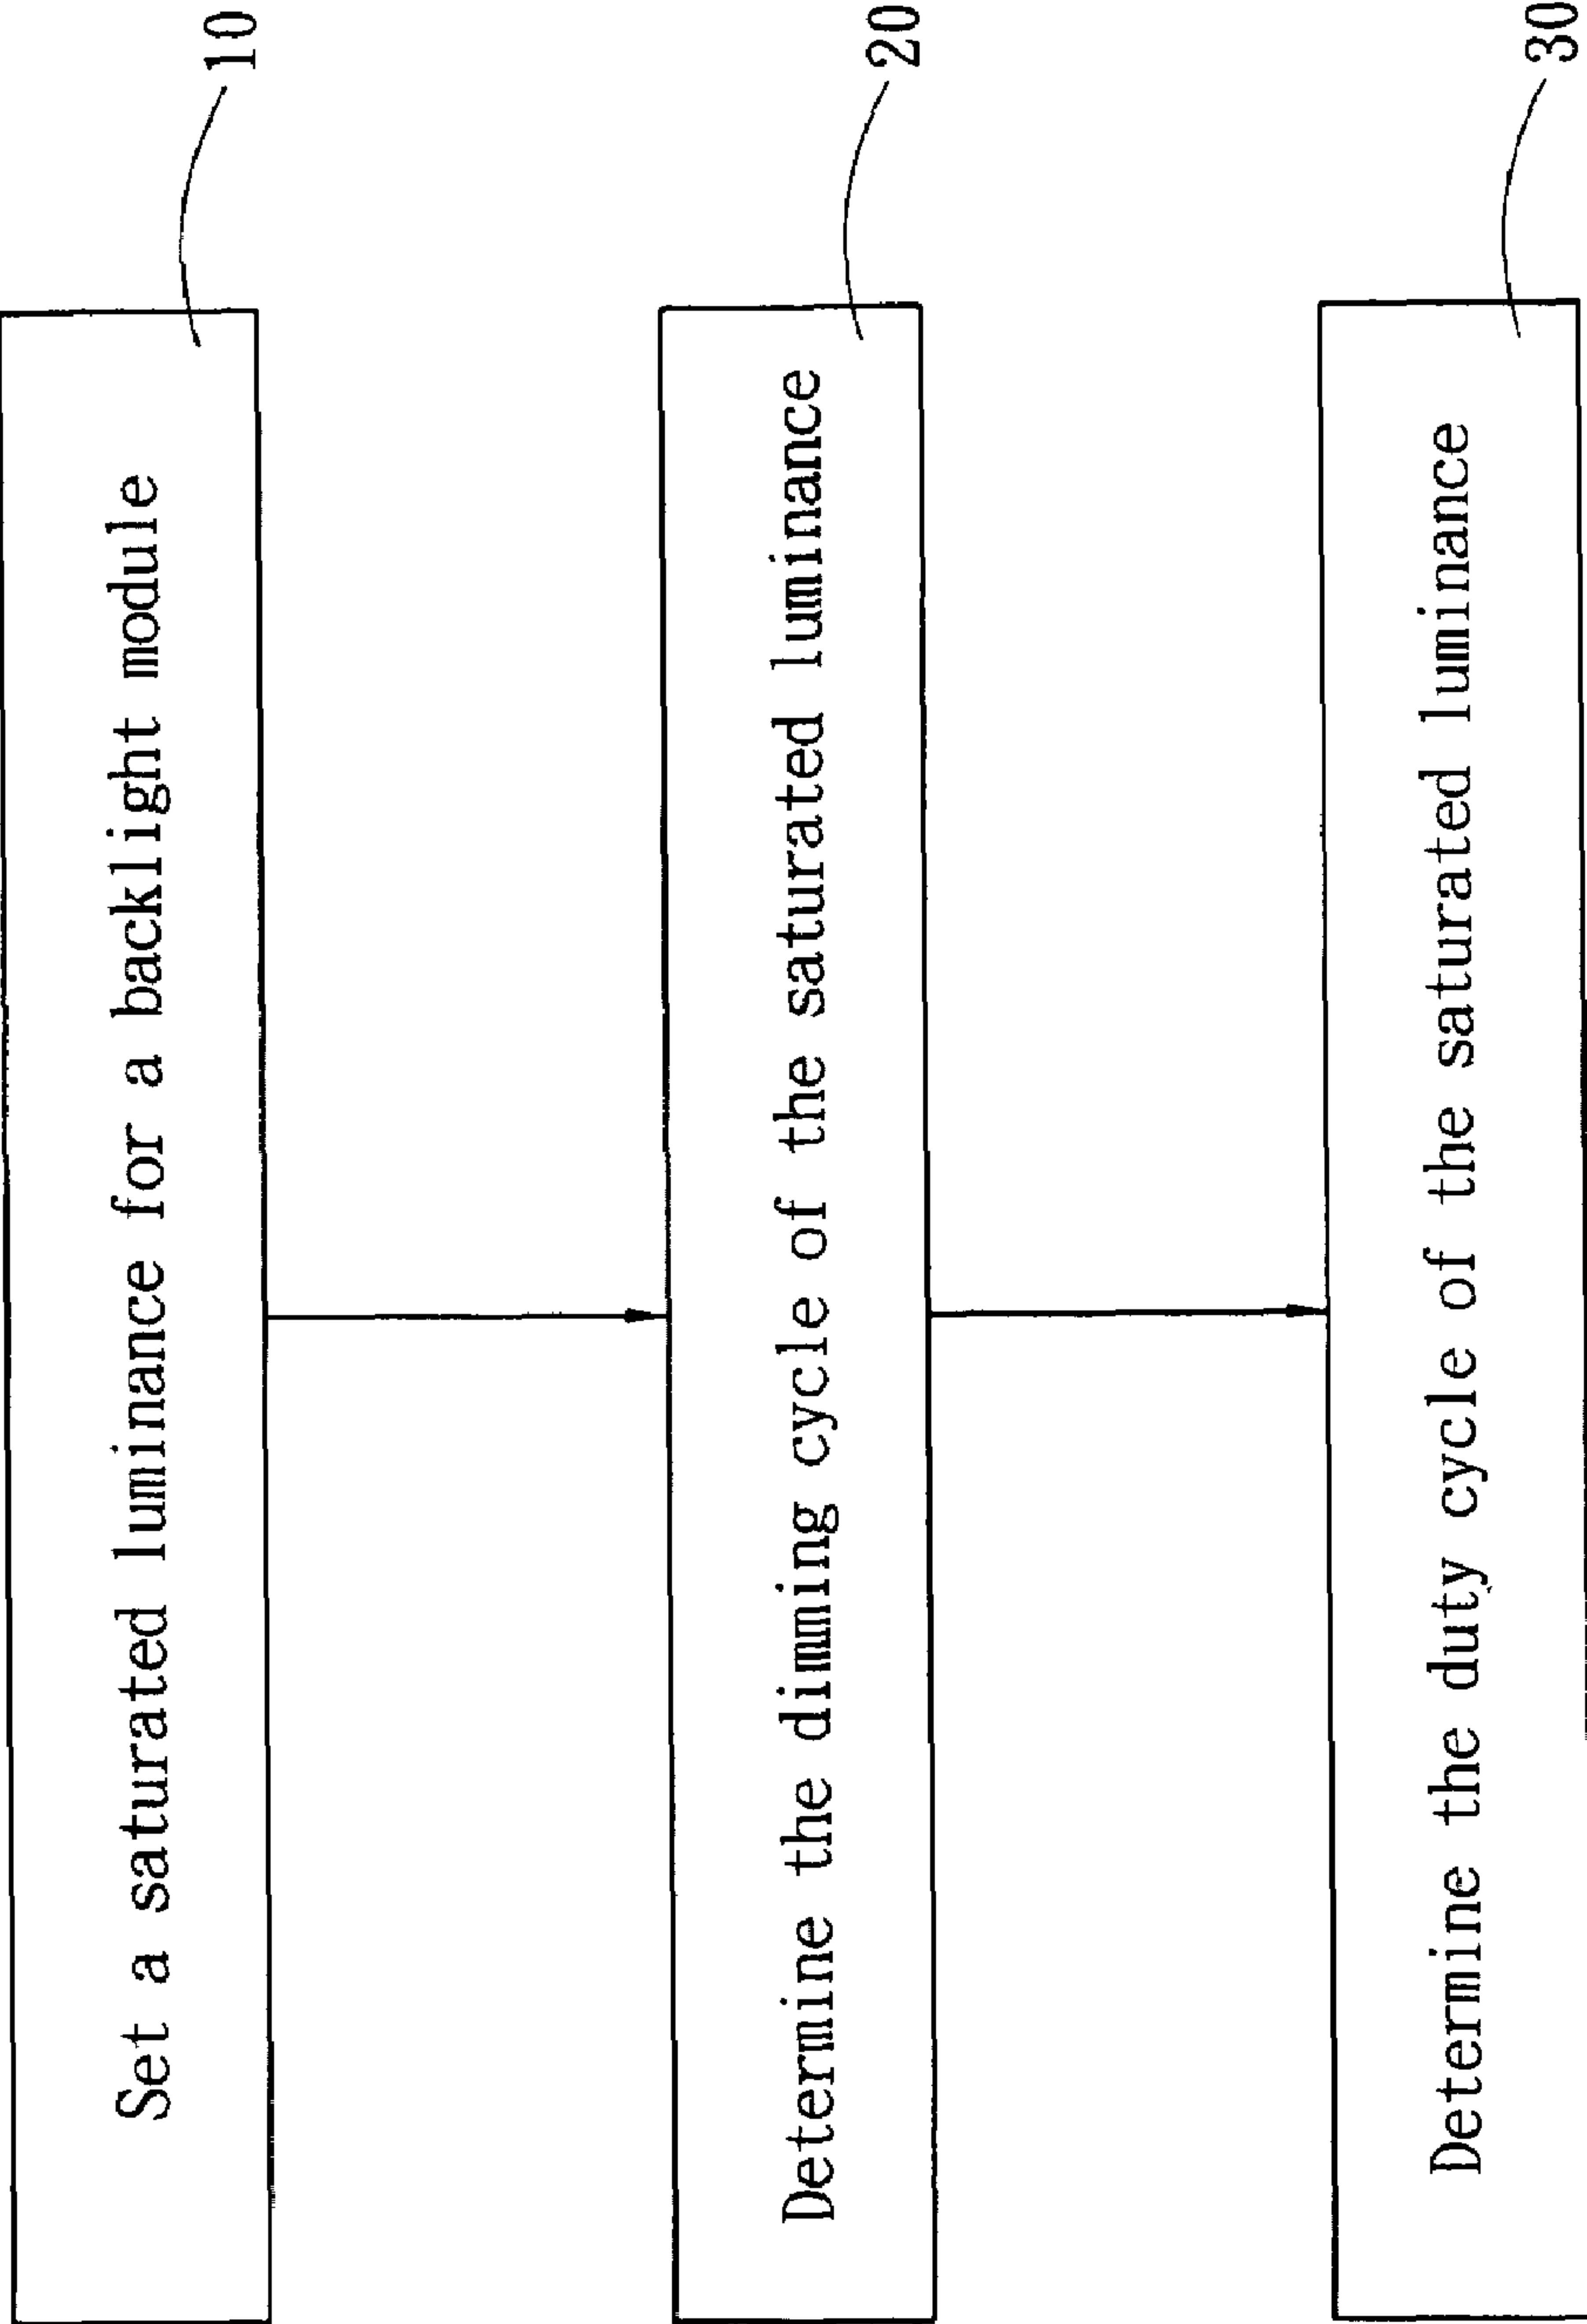 Set a saturated luminance for a backlight module
10
Determine the dimming cycle of the saturated luminance
20
Determine the duty cycle of the saturated luminance
30